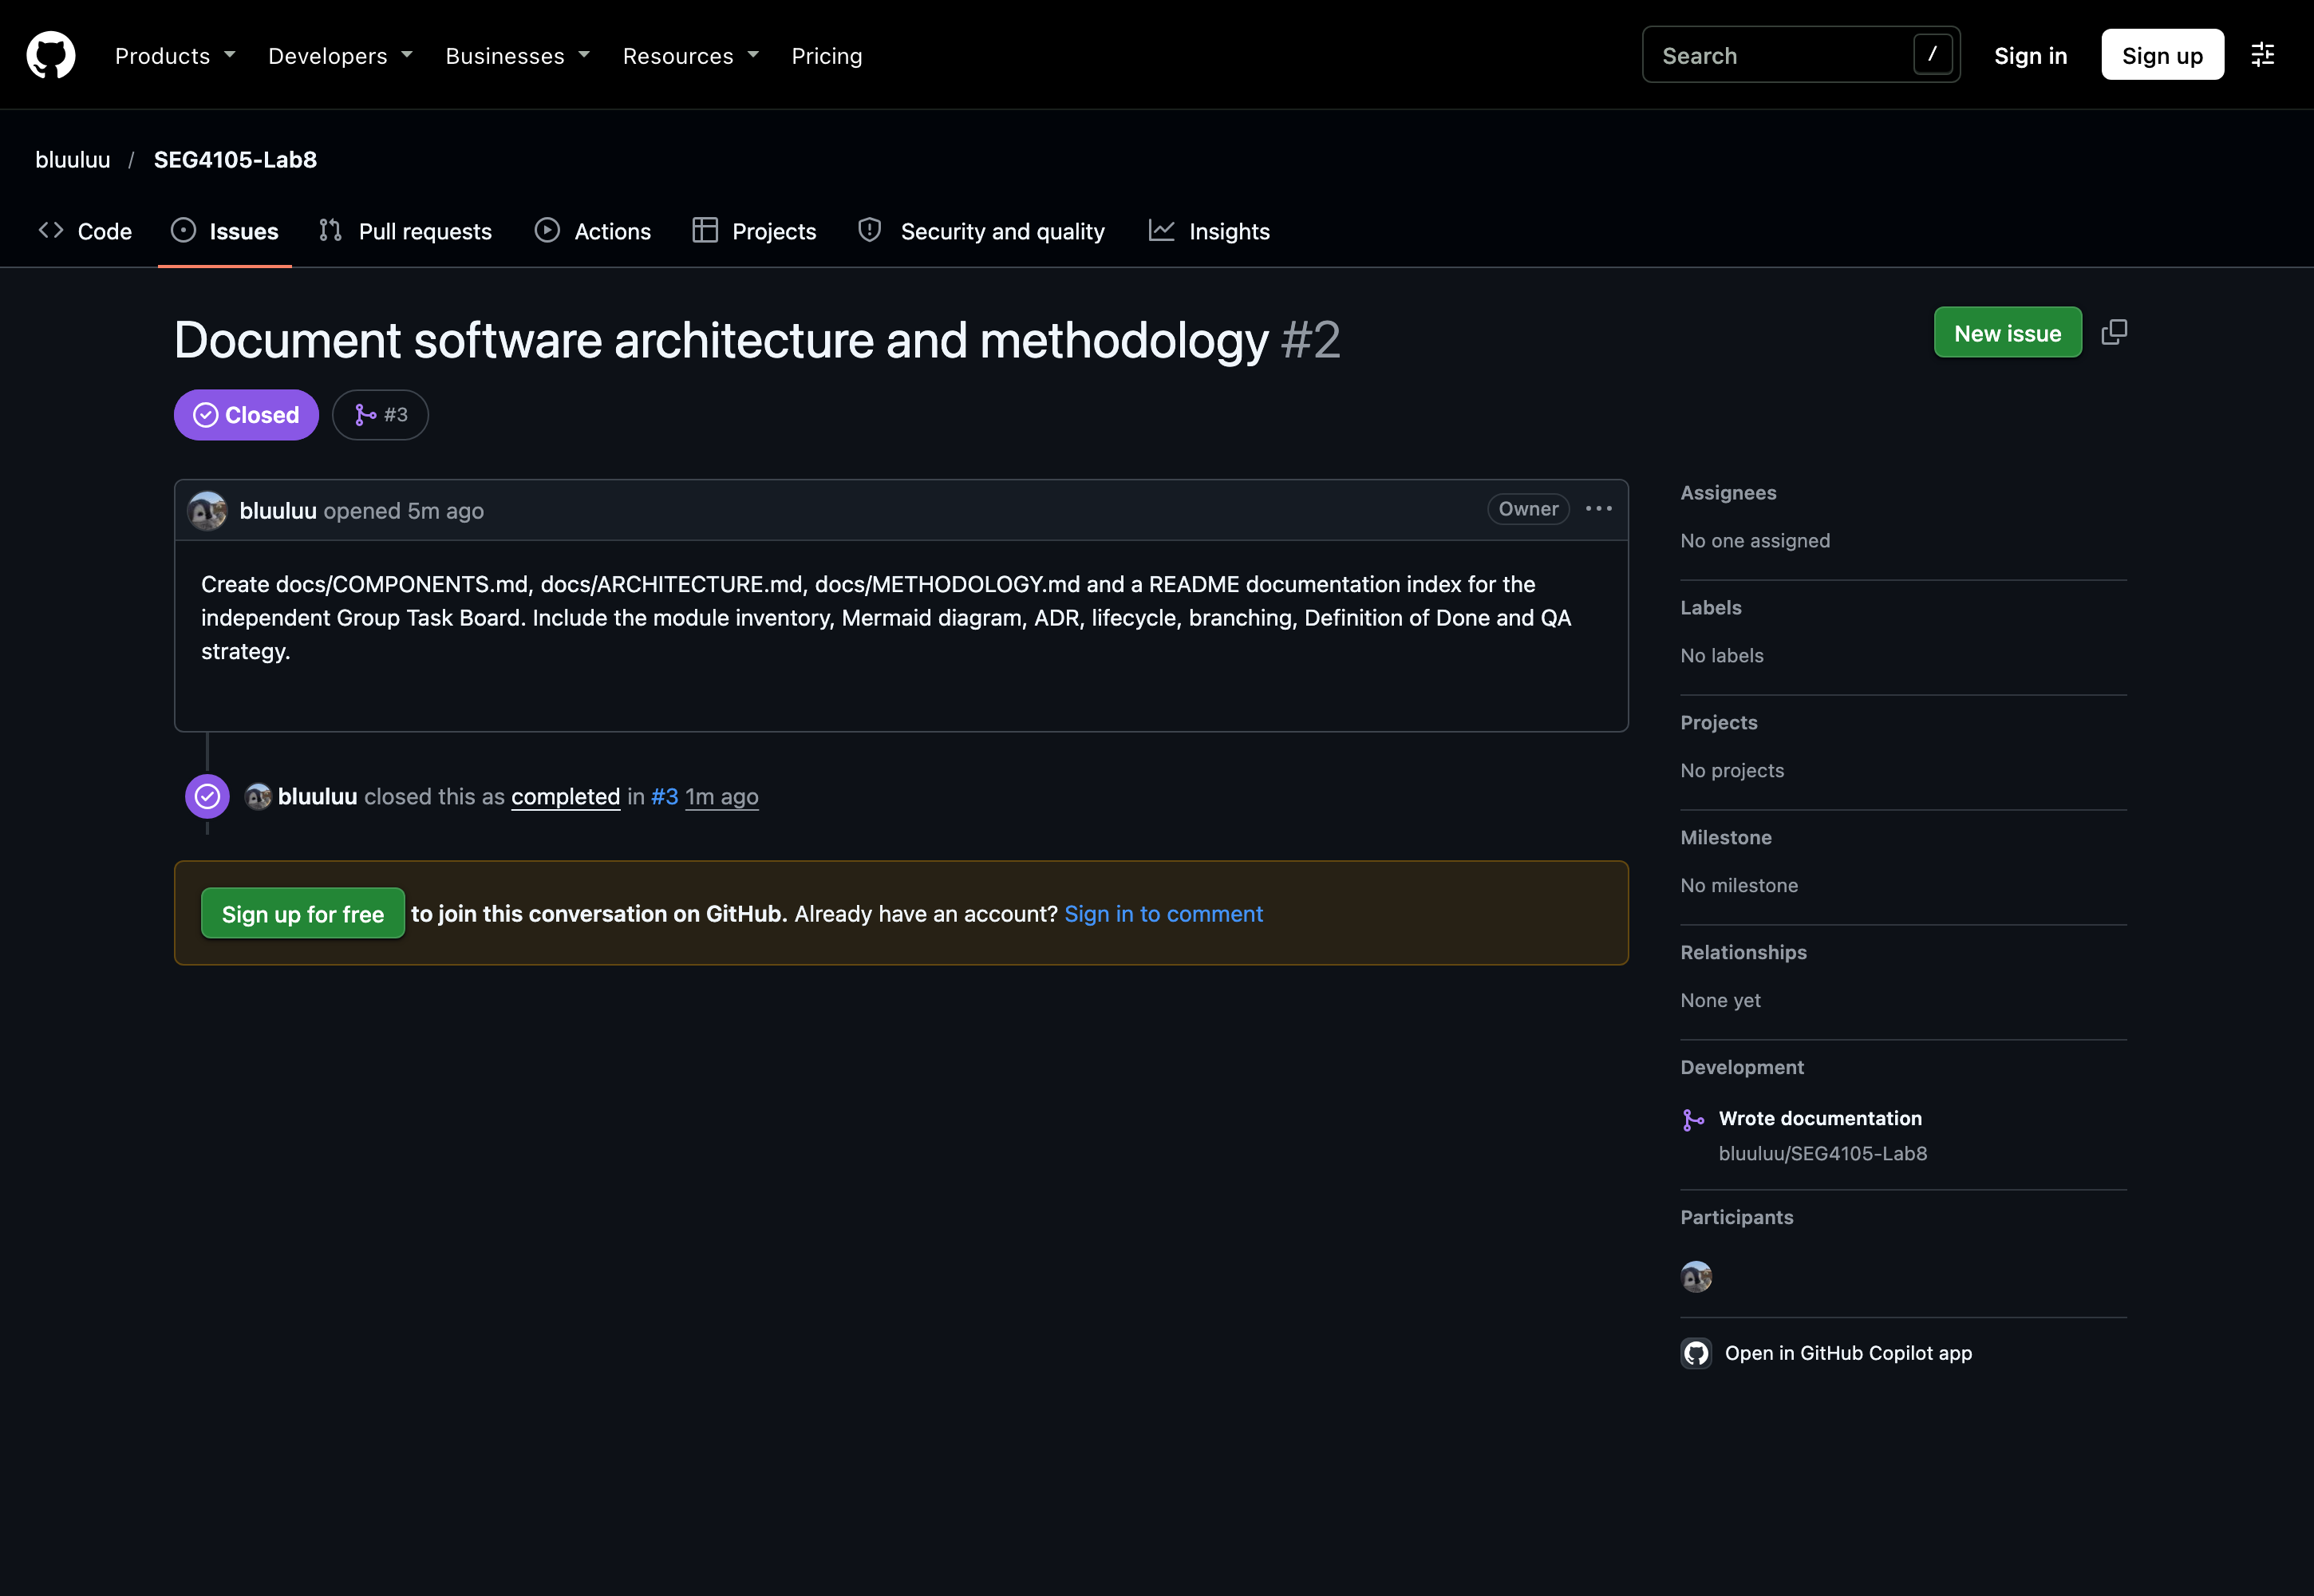 Products Developers Businesses Resources Pricing Search / Sign in Sign up
bluuluu / SEG4105-Lab8
Code Issues Pull requests Actions Projects Security and quality Insights
Document software architecture and methodology #2
New issue
Closed #3
bluuluu opened 5m ago Owner
Create docs/COMPONENTS.md, docs/ARCHITECTURE.md, docs/METHODOLOGY.md and a README documentation index for the
independent Group Task Board. Include the module inventory, Mermaid diagram, ADR, lifecycle, branching, Definition of Done and QA
strategy.
bluuluu closed this as completed in #3 1m ago
Sign up for free to join this conversation on GitHub. Already have an account? Sign in to comment
Assignees
No one assigned
Labels
No labels
Projects
No projects
Milestone
No milestone
Relationships
None yet
Development
Wrote documentation
bluuluu/SEG4105-Lab8
Participants
Open in GitHub Copilot app